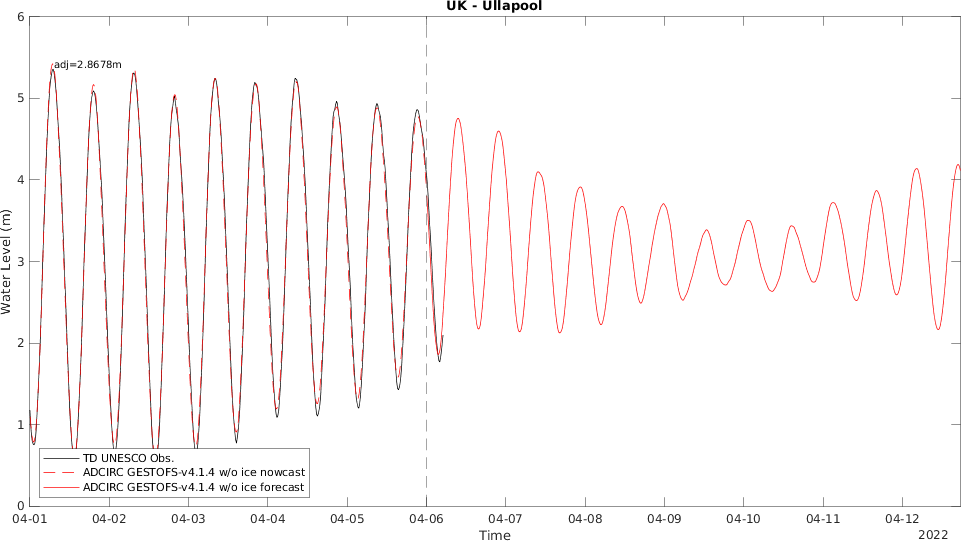 UK - Ullapool
6
adj=2.8678m
5
4
3
2
1
0
Water Level (m)
TD UNESCO Obs.
ADCIRC GESTOFS-v4.1.4 w/o ice nowcast
ADCIRC GESTOFS-v4.1.4 w/o ice forecast
04-01 04-02 04-03 04-04 04-05 04-06 04-07 04-08 04-09 04-10 04-11 04-12
Time
2022